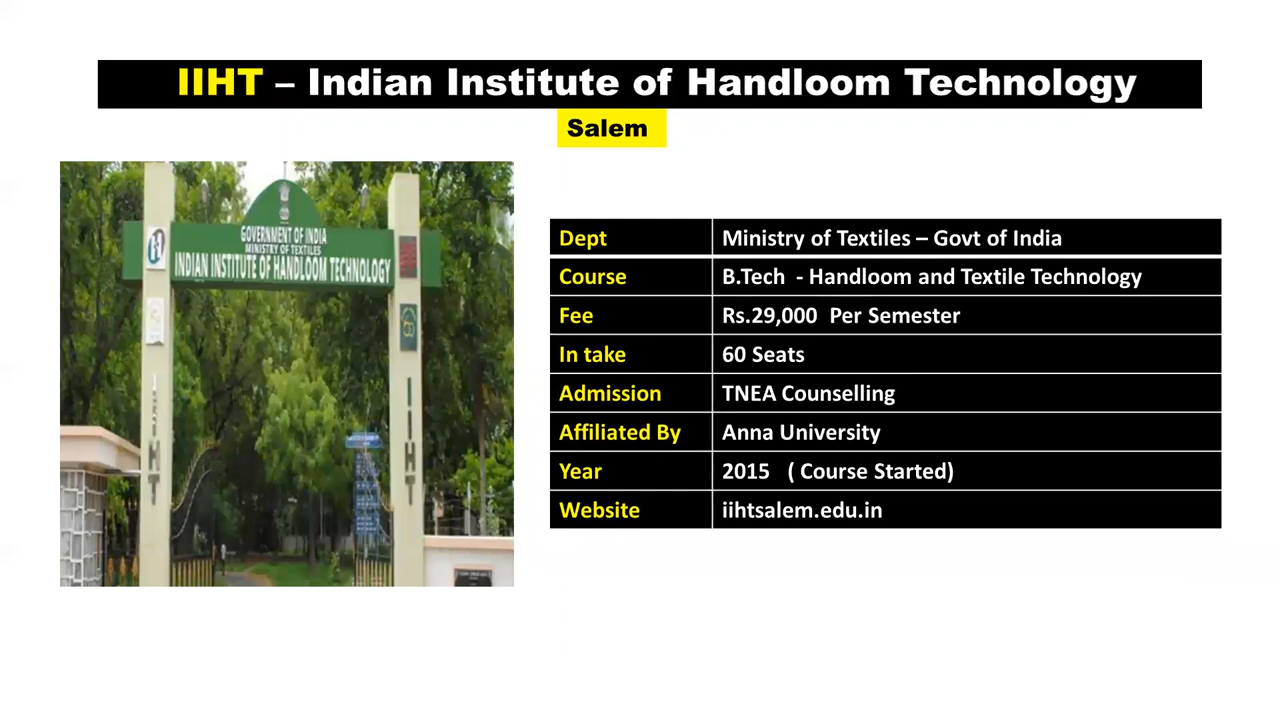 IIHT – Indian Institute of Handloom Technology
Salem
GOVERNMENT OF INDIA
MINISTRY OF TEXTILES
INDIAN INSTITUTE OF HANDLOOM TECHNOLOGY
IIHT
IIHT
Dept Ministry of Textiles – Govt of India
Course B.Tech - Handloom and Textile Technology
Fee Rs.29,000 Per Semester
In take 60 Seats
Admission TNEA Counselling
Affiliated By Anna University
Year 2015 ( Course Started)
Website iihtsalem.edu.in